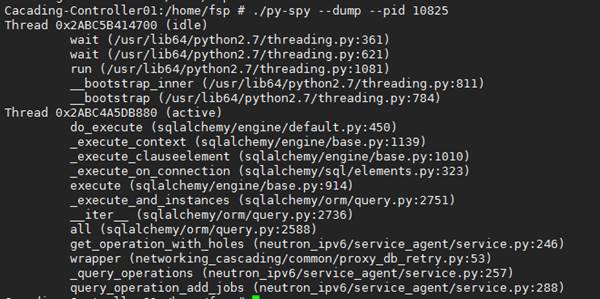 Cacading-Controller01:/home/fsp # ./py-spy --dump --pid 10825
Thread 0x2ABC5B414700 (idle)
wait (/usr/lib64/python2.7/threading.py:361)
wait (/usr/lib64/python2.7/threading.py:621)
run (/usr/lib64/python2.7/threading.py:1081)
__bootstrap_inner (/usr/lib64/python2.7/threading.py:811)
__bootstrap (/usr/lib64/python2.7/threading.py:784)
Thread 0x2ABC4A5DB880 (active)
do_execute (sqlalchemy/engine/default.py:450)
_execute_context (sqlalchemy/engine/base.py:1139)
_execute_clauseelement (sqlalchemy/engine/base.py:1010)
_execute_on_connection (sqlalchemy/sql/elements.py:323)
execute (sqlalchemy/engine/base.py:914)
_execute_and_instances (sqlalchemy/orm/query.py:2751)
__iter__ (sqlalchemy/orm/query.py:2736)
all (sqlalchemy/orm/query.py:2588)
get_operation_with_holes (neutron_ipv6/service_agent/service.py:246)
wrapper (networking_cascading/common/proxy_db_retry.py:53)
_query_operations (neutron_ipv6/service_agent/service.py:257)
query_operation_add_jobs (neutron_ipv6/service_agent/service.py:288)